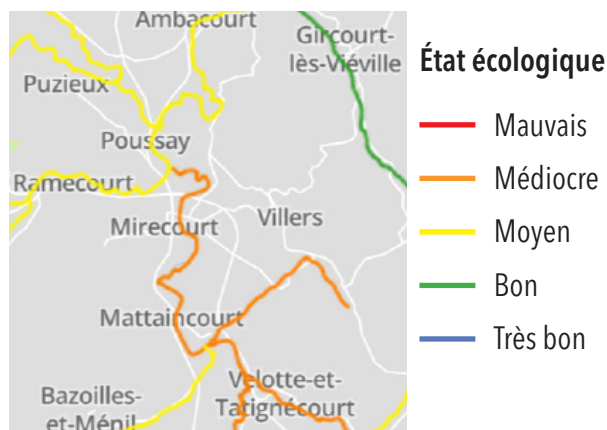 Ambacourt
Gircourt-
lès-Viéville
Puzieux
Poussay
Ramecourt
Mirecourt
Villers
Mattaincourt
Velotte-et-
Tatignécourt
Bazoilles-
et-Ménil
État écologique
Mauvais
Médiocre
Moyen
Bon
Très bon